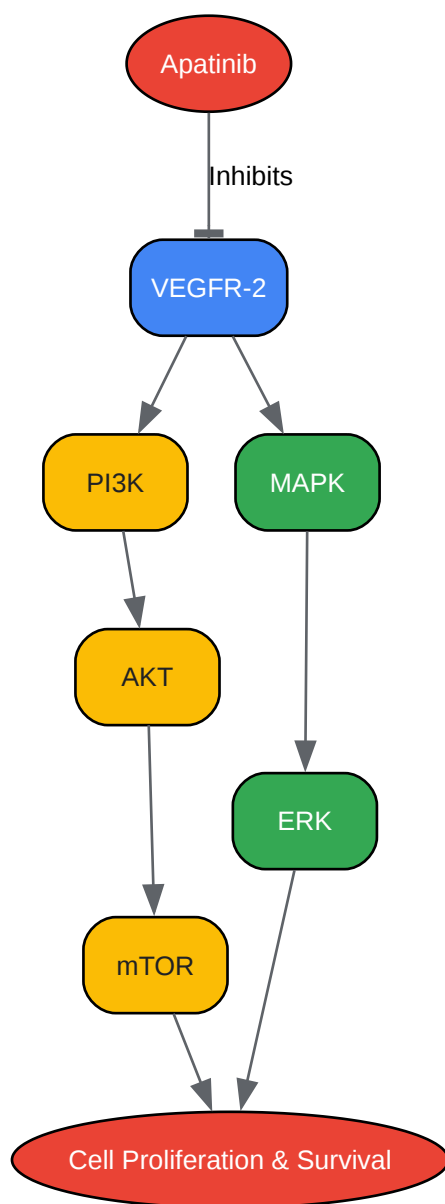 Apatinib
Inhibits
VEGFR-2
PI3K
MAPK
AKT
ERK
mTOR
Cell Proliferation & Survival